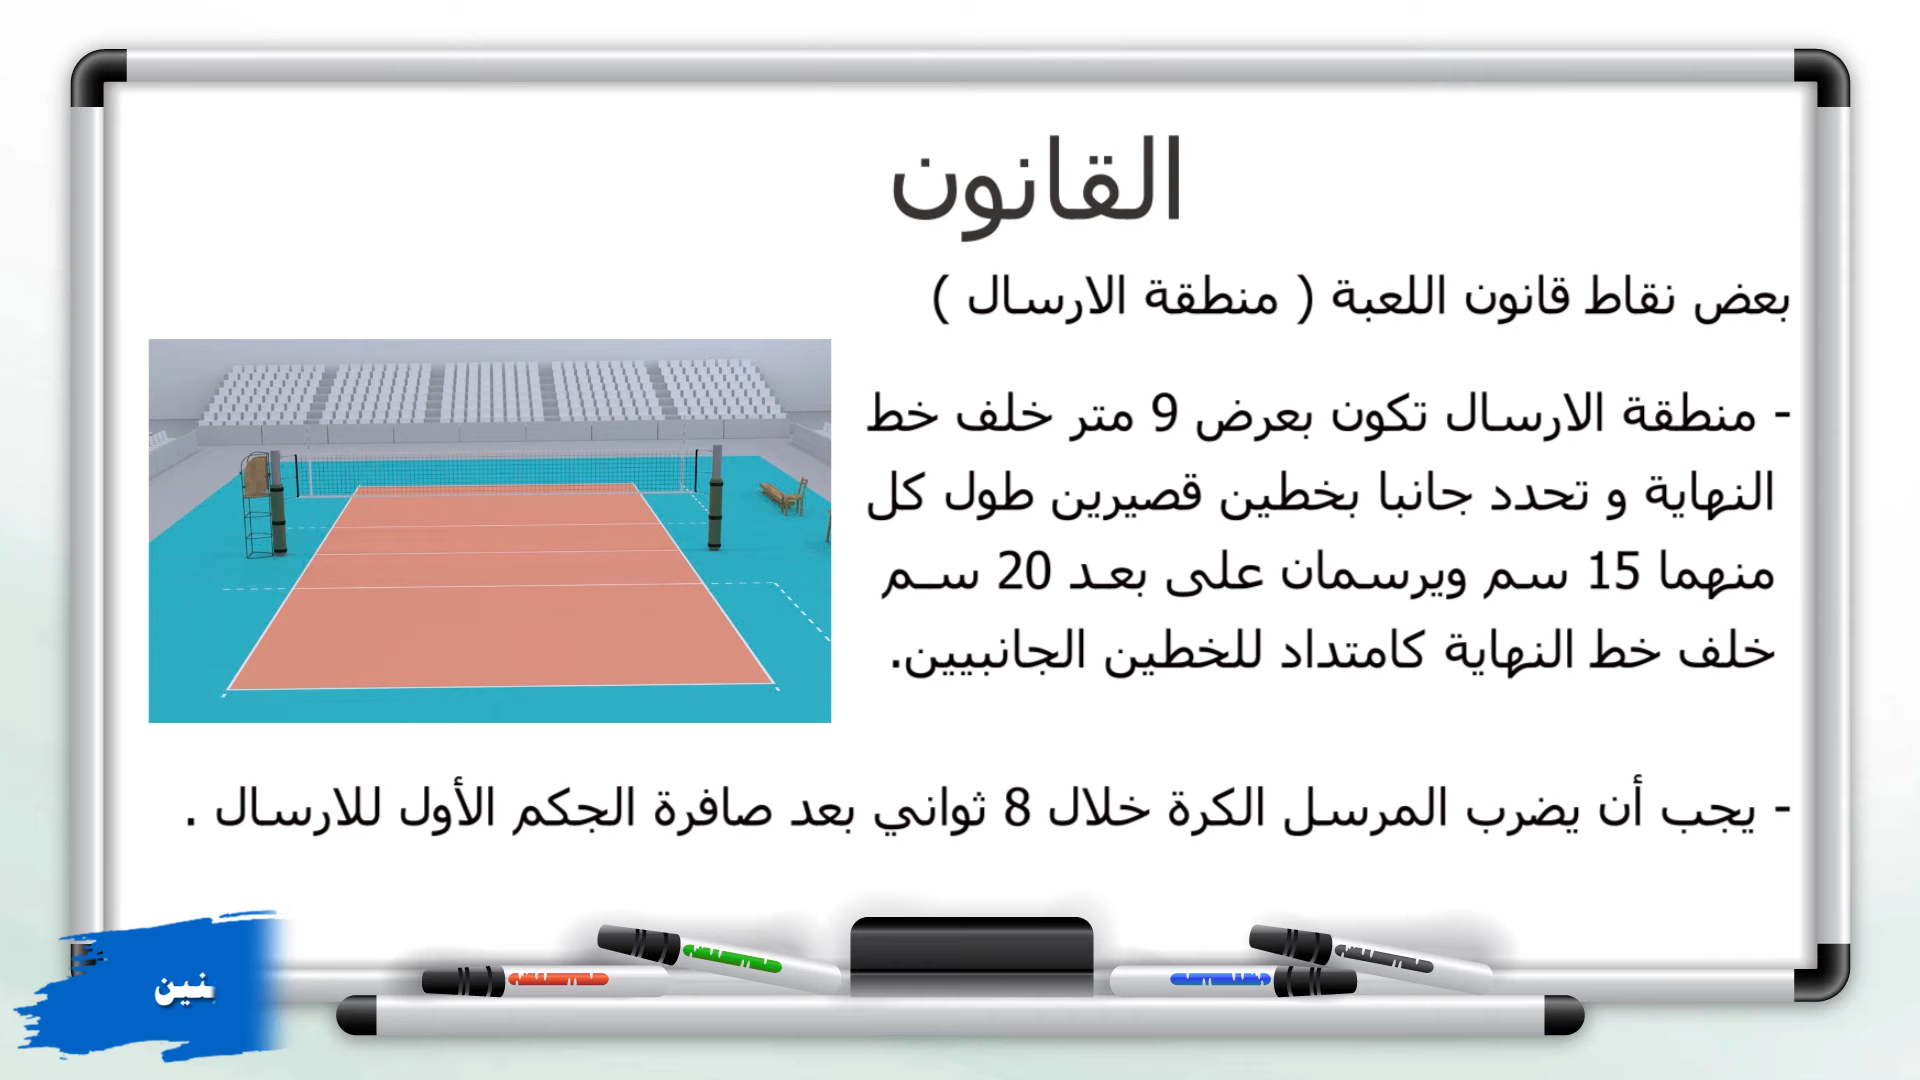 القانون
بعض نقاط قانون اللعبة ( منطقة الارسال )
- منطقة الارسال تكون بعرض 9 متر خلف خط
النهاية و تحدد جانبا بخطين قصيرين طول كل
منهما 15 سم ويرسمان على بعد 20 سم
خلف خط النهاية كامتداد للخطين الجانبيين.
- يجب أن يضرب المرسل الكرة خلال 8 ثواني بعد صافرة الجكم الأول للارسال .